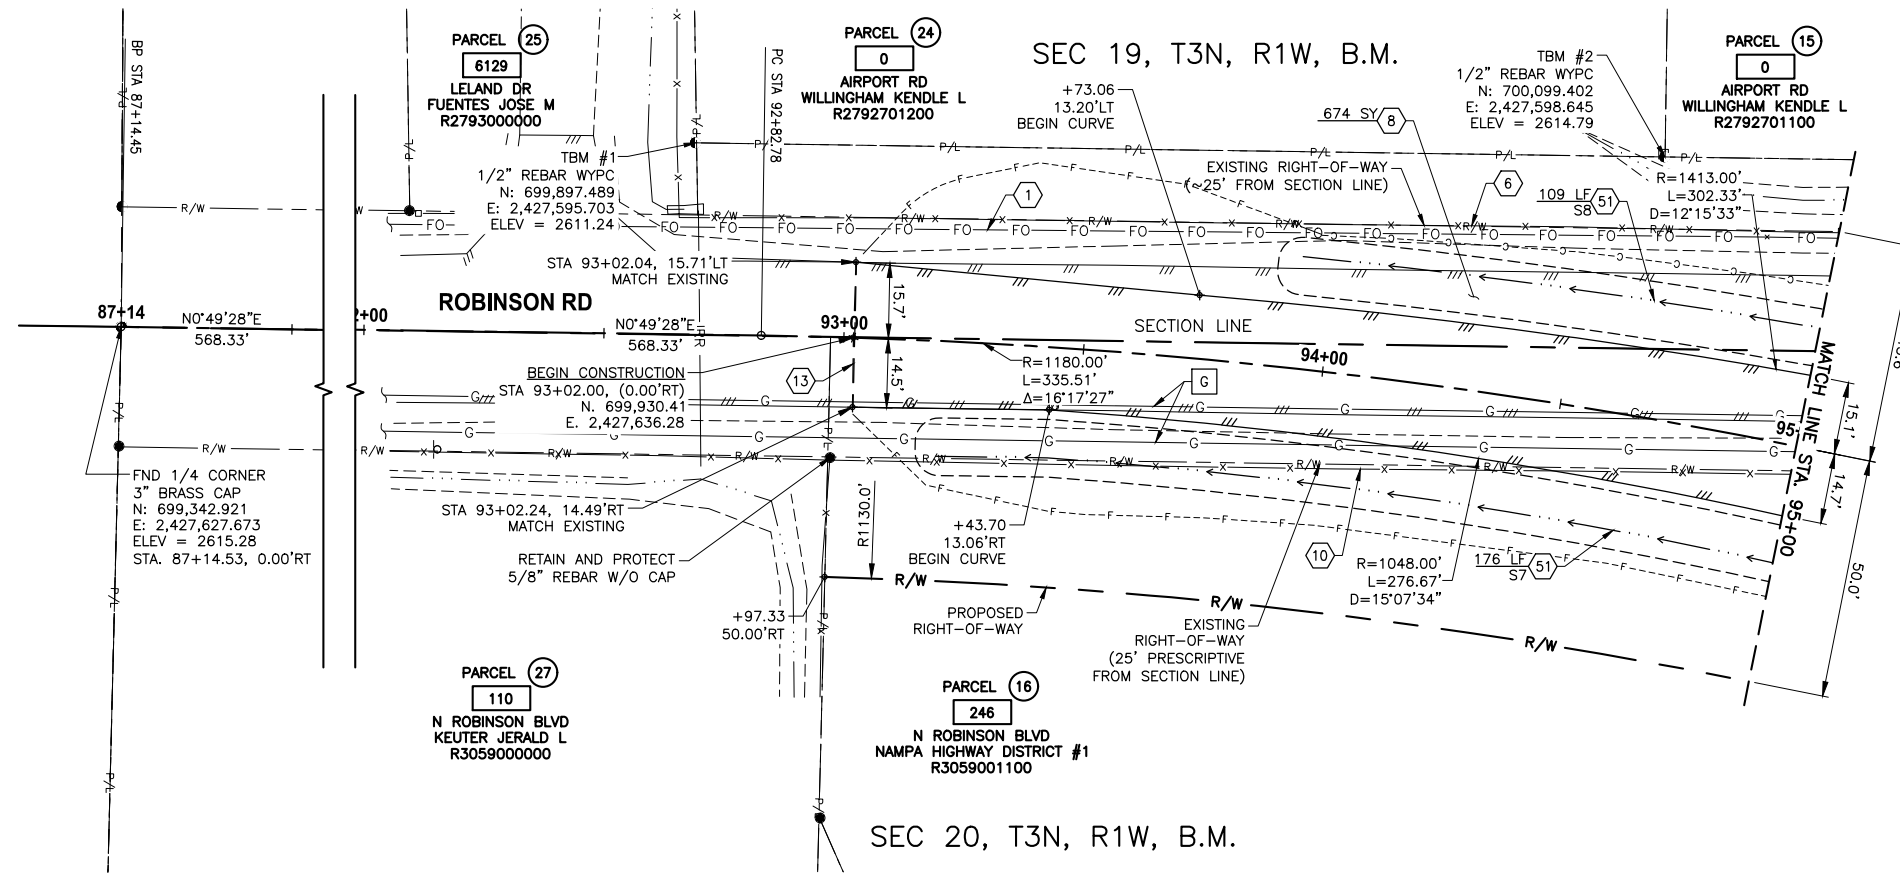 BP STA 87+14.45
PARCEL 25
6129
LELAND DR
FUENTES JOSE M
R2793000000
PC STA 92+82.78
PARCEL 24
0
AIRPORT RD
WILLINGHAM KENDLE L
R2792701200
SEC 19, T3N, R1W, B.M.
+73.06
13.20'LT
BEGIN CURVE
674 SY 8
TBM #2
1/2" REBAR WYPC
N: 700,099.402
E: 2,427,598.645
ELEV = 2614.79
PARCEL 15
0
AIRPORT RD
WILLINGHAM KENDLE L
R2792701100
TBM #1
1/2" REBAR WYPC
N: 699,897.489
E: 2,427,595.703
ELEV = 2611.24
1
EXISTING RIGHT-OF-WAY
(~25' FROM SECTION LINE)
6
109 LF 51
S8
R=1413.00'
L=302.33'
D=12°15'33"
STA 93+02.04, 15.71'LT
MATCH EXISTING
15.7'
ROBINSON RD
87+14
N0°49'28"E
568.33'
2+00
N0°49'28"E
568.33'
93+00
SECTION LINE
94+00
BEGIN CONSTRUCTION
STA 93+02.00, (0.00'RT)
N. 699,930.41
E. 2,427,636.28
13
14.5'
R=1180.00'
L=335.51'
Δ=16°17'27"
G
MATCH LINE STA. 95+00
95-
15.1'
14.7'
50.0'
FND 1/4 CORNER
3" BRASS CAP
N: 699,342.921
E: 2,427,627.673
ELEV = 2615.28
STA. 87+14.53, 0.00'RT
STA 93+02.24, 14.49'RT
MATCH EXISTING
RETAIN AND PROTECT
5/8" REBAR W/O CAP
+97.33
50.00'RT
R1130.0'
+43.70
13.06'RT
BEGIN CURVE
10
R=1048.00'
L=276.67'
D=15°07'34"
176 LF 51
S7
R/W
R/W
R/W
PROPOSED
RIGHT-OF-WAY
EXISTING
RIGHT-OF-WAY
(25' PRESCRIPTIVE
FROM SECTION LINE)
PARCEL 27
110
N ROBINSON BLVD
KEUTER JERALD L
R3059000000
PARCEL 16
246
N ROBINSON BLVD
NAMPA HIGHWAY DISTRICT #1
R3059001100
SEC 20, T3N, R1W, B.M.